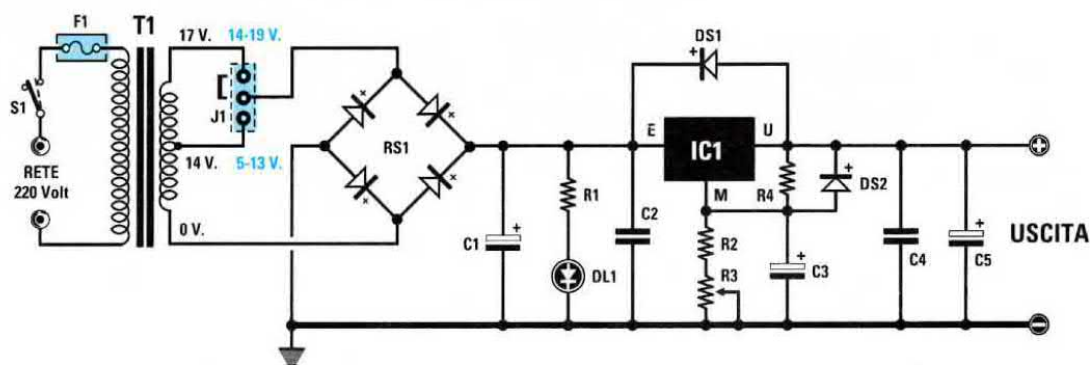 F1
T1
17 V.
14-19 V.
S1
J1
RETE
220 Volt
14 V.
5-13 V.
0 V.
RS1
DS1
E
IC1
U
M
R1
C2
R4
DS2
C1
+
DL1
R2
R3
C3
+
C4
C5
+
USCITA
+
-